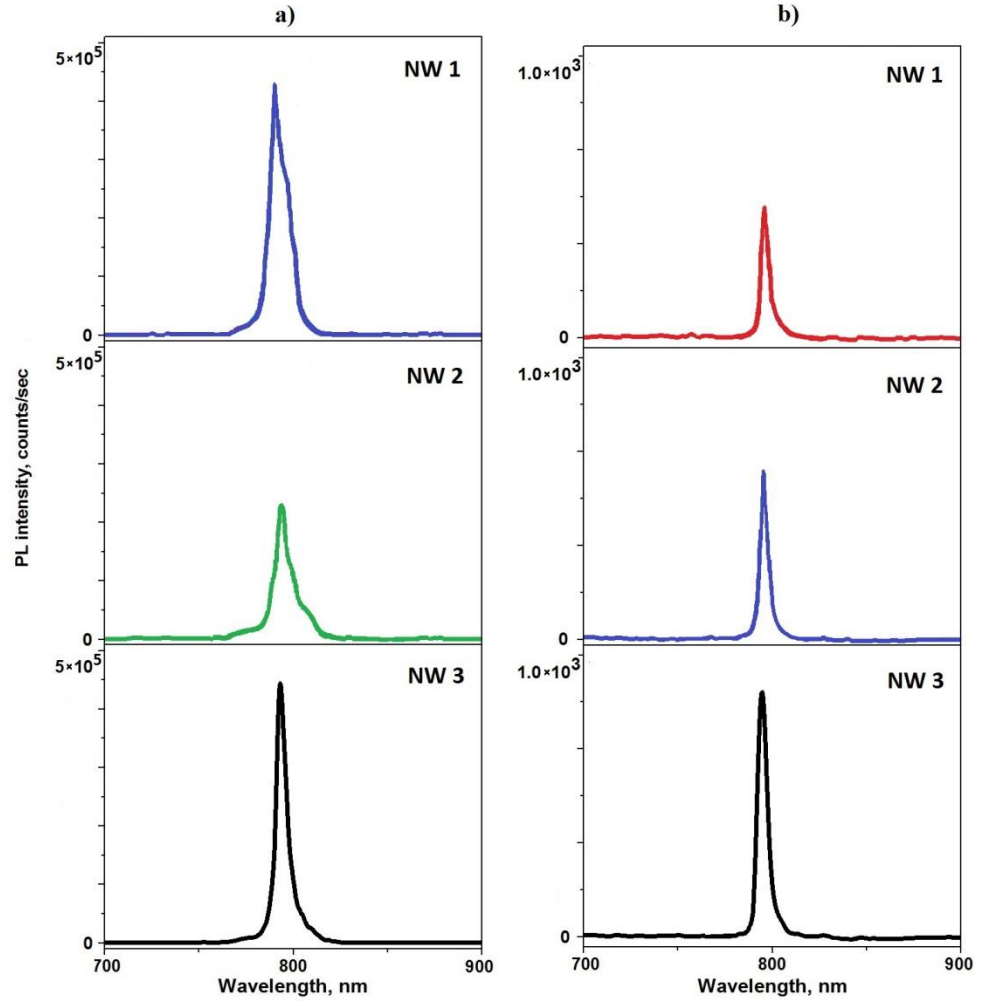 a)
5×10⁵
NW 1
0
5×10⁵
NW 2
0
5×10⁵
NW 3
0
700
800
900
Wavelength, nm
PL intensity, counts/sec
b)
1.0×10³
NW 1
0
1.0×10³
NW 2
0
1.0×10³
NW 3
0
700
800
900
Wavelength, nm